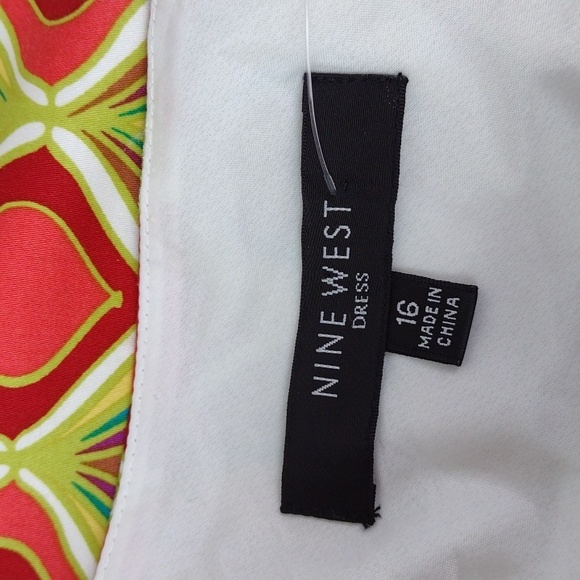 NINE WEST
DRESS
16
MADE IN
CHINA